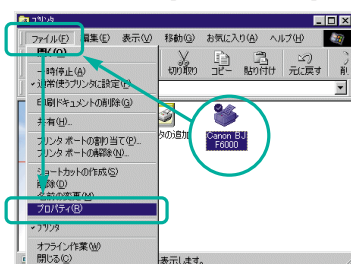 プリンタ
ファイル(F) 編集(E) 表示(V) 移動(G) お気に入り(A) ヘルプ(H)
開く(O)
一時停止(A)
通常使うプリンタに設定(F)
印刷ドキュメントの削除(G)
共有(H)...
プリンタ ポートの割り当て(P)...
プリンタ ポートの解除(N)...
ショートカットの作成(S)
削除(D)
名前の変更(M)
プロパティ(R)
プリンタ
オフライン作業(W)
閉じる(C)
切り取り コピー 貼り付け 元に戻す 削
タの追加
Canon BJ
F6000
表示します。